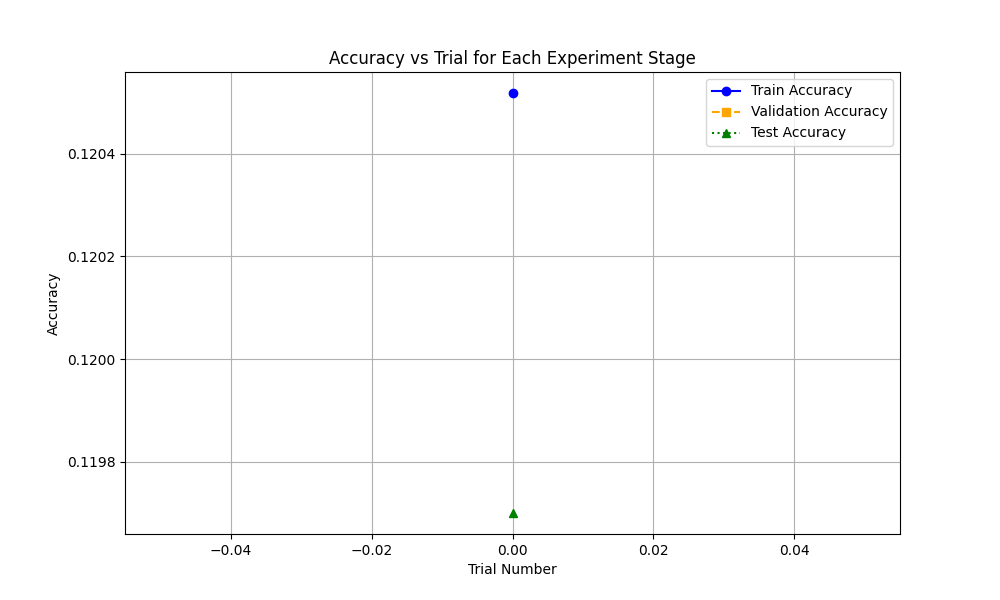 Accuracy vs Trial for Each Experiment Stage
Train Accuracy
Validation Accuracy
Test Accuracy
Accuracy
0.1204
0.1202
0.1200
0.1198
−0.04
−0.02
0.00
0.02
0.04
Trial Number